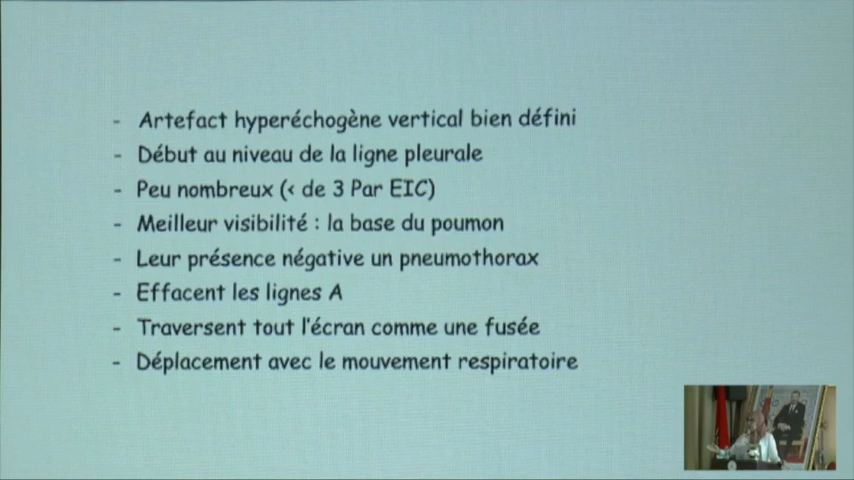 - Artefact hyperéchogène vertical bien défini
- Début au niveau de la ligne pleurale
- Peu nombreux (< de 3 Par EIC)
- Meilleur visibilité : la base du poumon
- Leur présence négative un pneumothorax
- Effacent les lignes A
- Traversent tout l'écran comme une fusée
- Déplacement avec le mouvement respiratoire